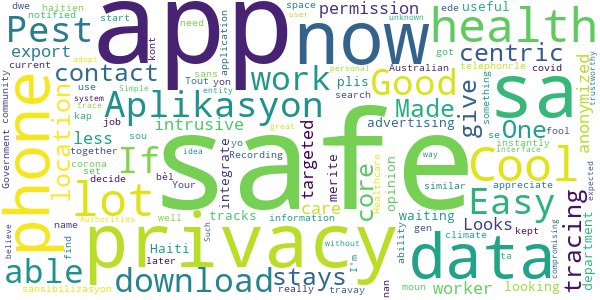 dwe haitien notified start need space user permission useful ede unknown
app now health
Pest export current kont application Tout sans yon plis telephonrle got covid
contact work Australian search personal centric
phone location Aplikasyon Good sa
use system adopt Simple entity trace kap job sou
less intrusive Made advertising give One se fool anonymized
Government community together corona set decide
If targeted integrate yo bèl Recording Your idea great
safe
merite core opinion Healthcare similar way instantly interface
Cool
lot tracks care waiting Looks tracing
name well information ability climate appreciate
Easy
privacy data
believe find Authorities Haiti later Such gen kept department
able download stays without I'm worker looking ta compromising trustworthy
sansibilizasyon really travay nan moun expected